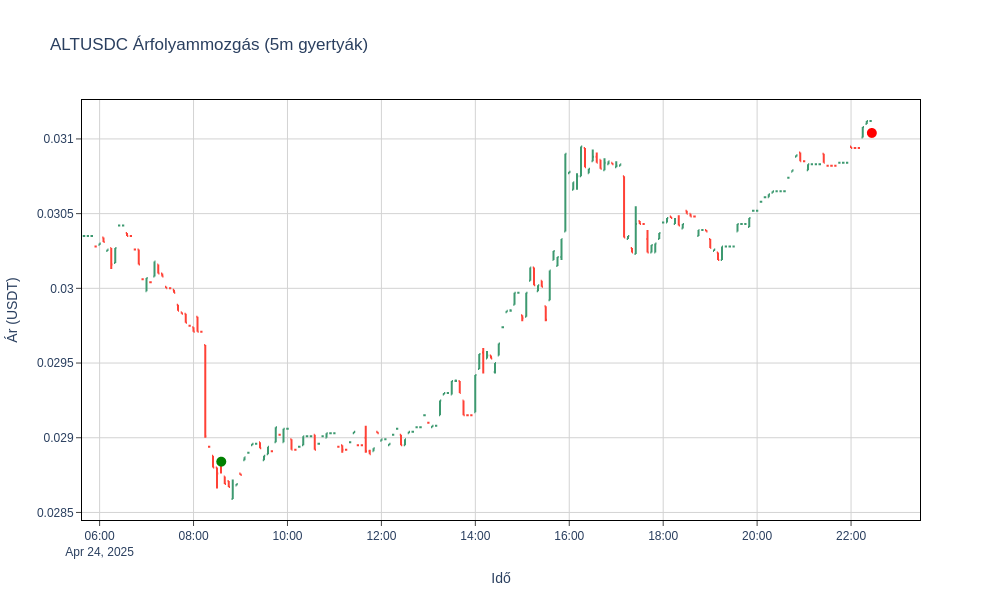 ALTUSDC Árfolyammozgás (5m gyertyák)
0.031
0.0305
0.03
0.0295
0.029
0.0285
Ár (USDT)
06:00 08:00 10:00 12:00 14:00 16:00 18:00 20:00 22:00
Apr 24, 2025
Idő